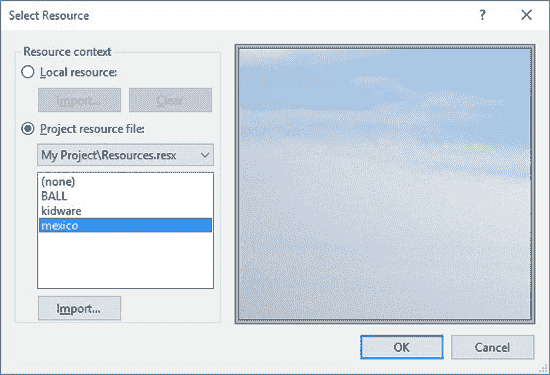 Select Resource
Resource context
Local resource:
Import...
Clear
Project resource file:
My Project\Resources.resx
(none)
BALL
kidware
mexico
Import...
OK
Cancel